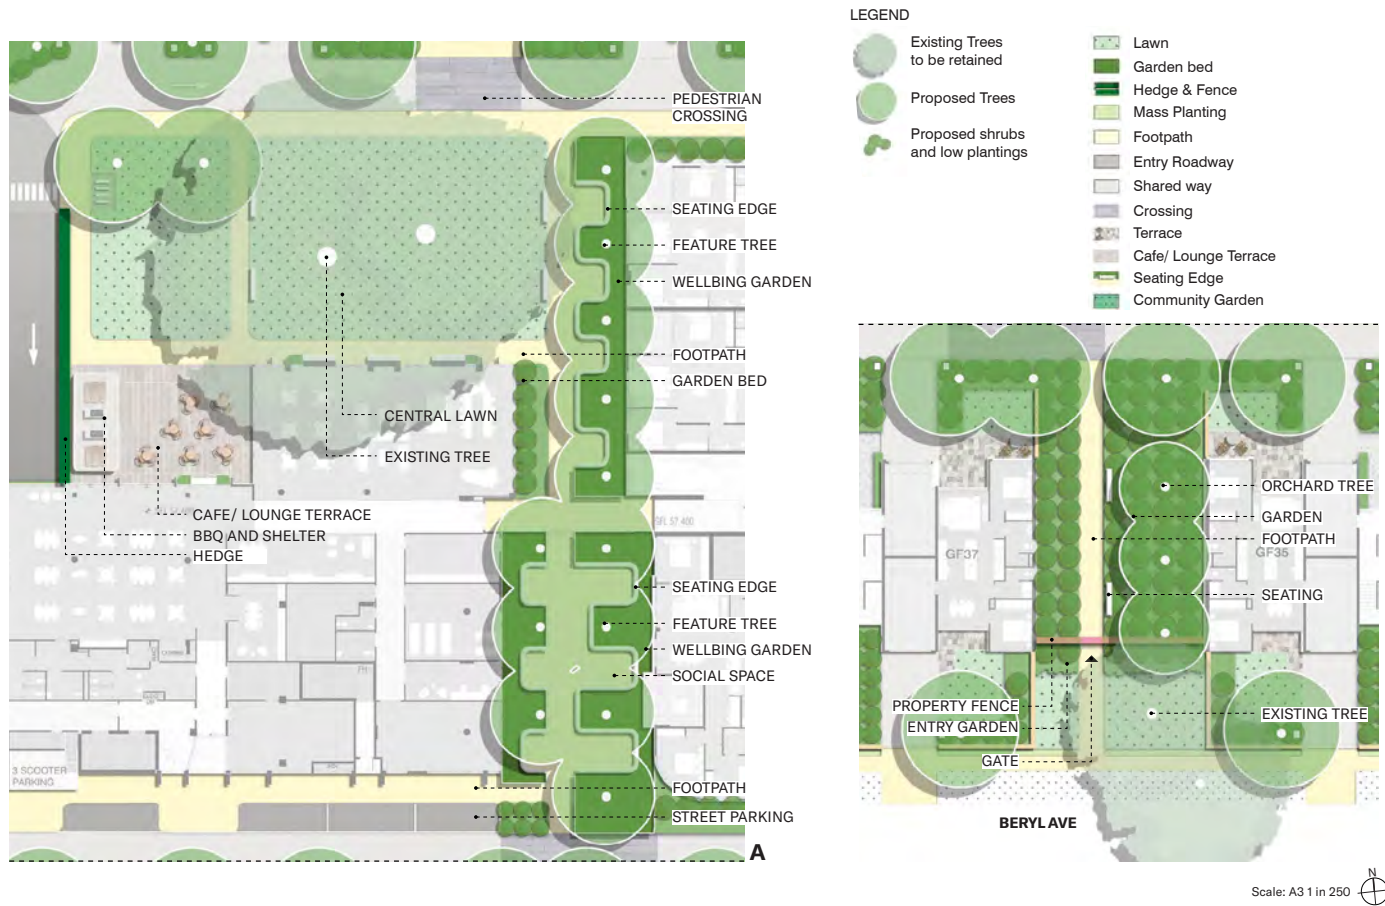 LEGEND
Existing Trees
to be retained
Proposed Trees
Proposed shrubs
and low plantings
Lawn
Garden bed
Hedge & Fence
Mass Planting
Footpath
Entry Roadway
Shared way
Crossing
Terrace
Cafe/ Lounge Terrace
Seating Edge
Community Garden
PEDESTRIAN
CROSSING
SEATING EDGE
FEATURE TREE
WELLBING GARDEN
FOOTPATH
GARDEN BED
CENTRAL LAWN
EXISTING TREE
CAFE/ LOUNGE TERRACE
BBQ AND SHELTER
HEDGE
SFL 57 400
SEATING EDGE
FEATURE TREE
WELLBING GARDEN
SOCIAL SPACE
3 SCOOTER
PARKING
FOOTPATH
STREET PARKING
A
ORCHARD TREE
GARDEN
FOOTPATH
GF37
GF35
SEATING
PROPERTY FENCE
ENTRY GARDEN
GATE
EXISTING TREE
BERYL AVE
N
Scale: A3 1 in 250